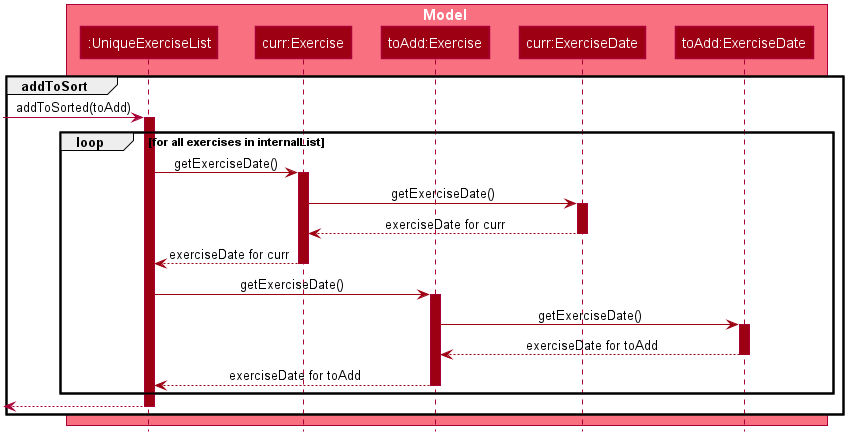 Model
:UniqueExerciseList
curr:Exercise
toAdd:Exercise
curr:ExerciseDate
toAdd:ExerciseDate
addToSort
addToSorted(toAdd)
loop
[for all exercises in internalList]
getExerciseDate()
getExerciseDate()
exerciseDate for curr
exerciseDate for curr
getExerciseDate()
getExerciseDate()
exerciseDate for toAdd
exerciseDate for toAdd